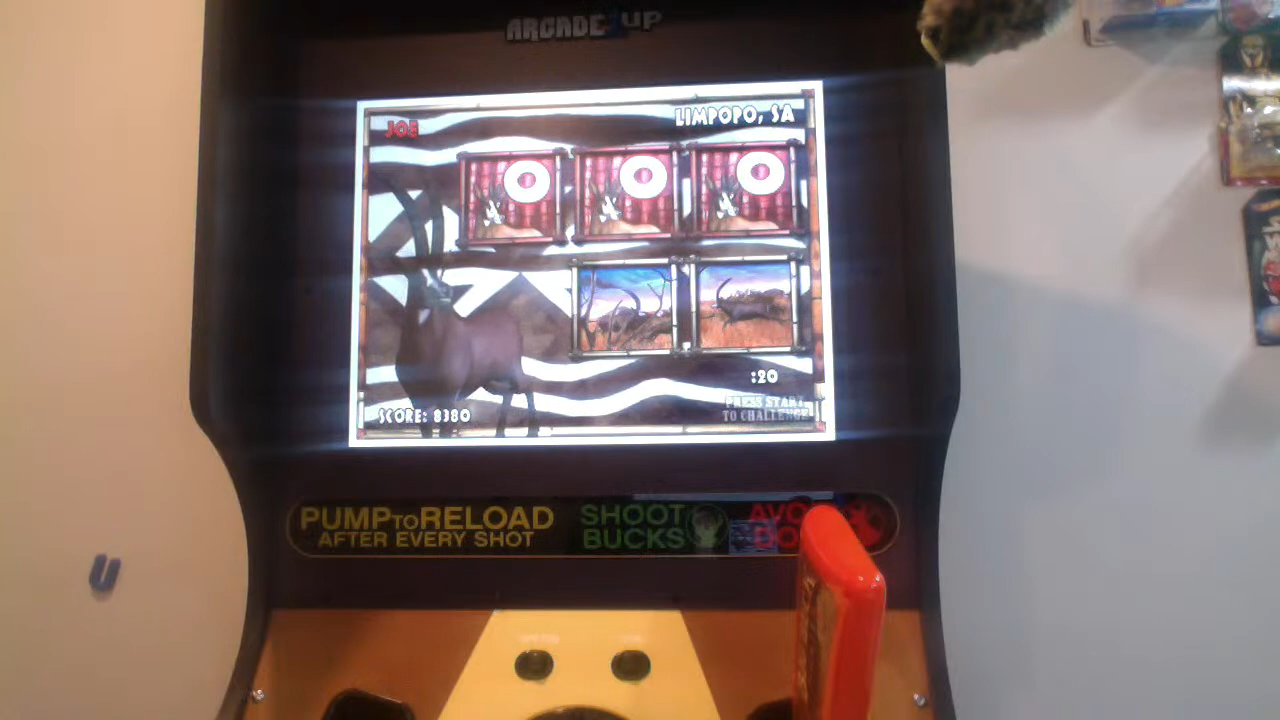 ARCADE1UP
JOE
LIMPOPO, SA
:20
SCORE: 8380
PRESS START
TO CHALLENGE
PUMP TO RELOAD
AFTER EVERY SHOT
SHOOT
BUCKS
U